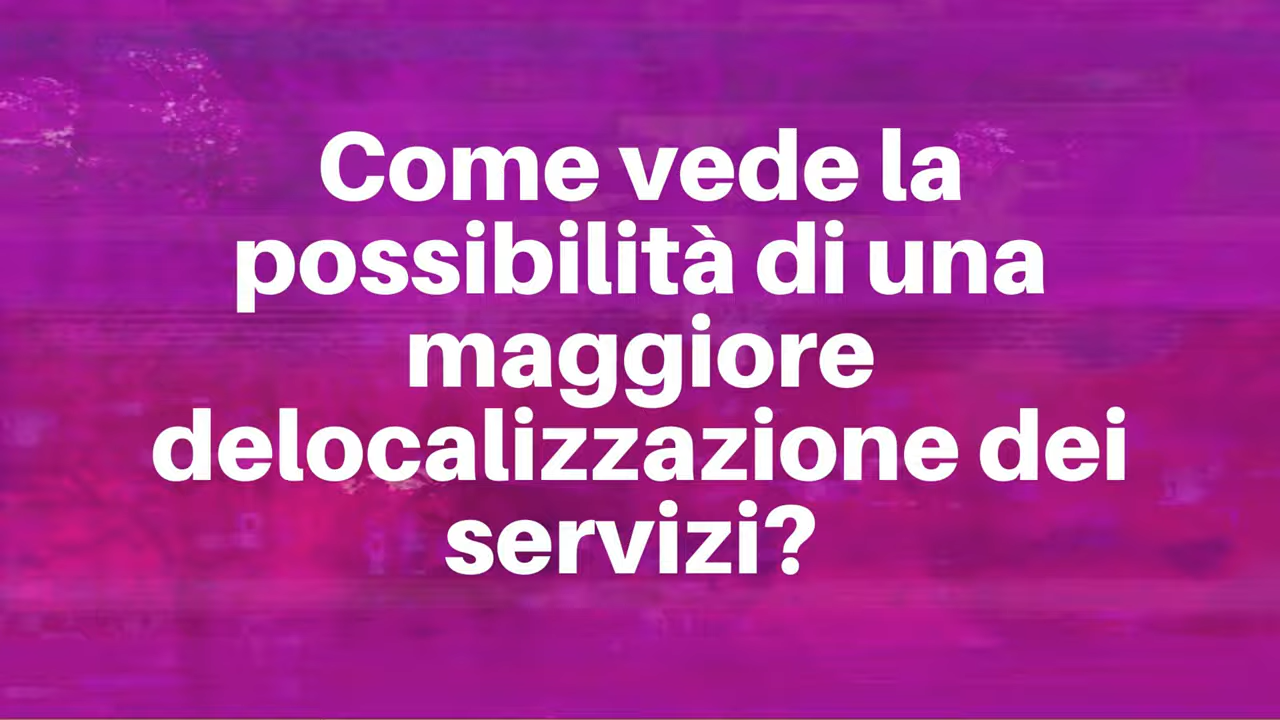 Come vede la
possibilità di una
maggiore
delocalizzazione dei
servizi?